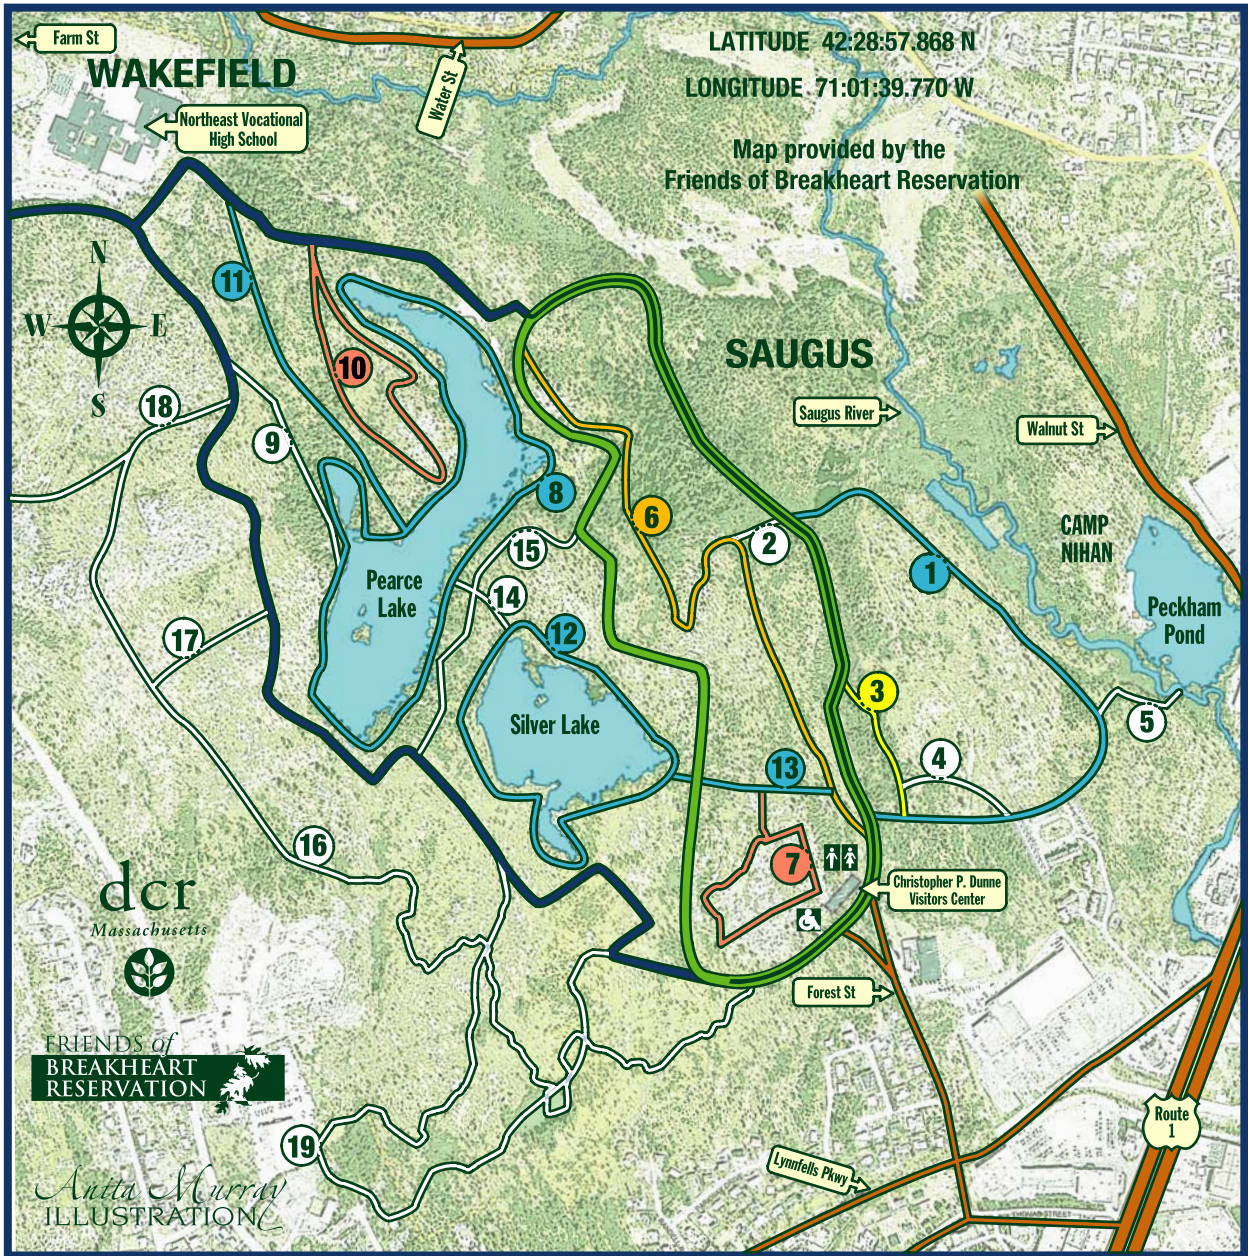 Farm St
WAKEFIELD
Northeast Vocational
High School
Water St
LATITUDE 42:28:57.868 N
LONGITUDE 71:01:39.770 W
Map provided by the
Friends of Breakheart Reservation
N
W
E
S
11
10
18
9
8
6
15
2
14
12
17
SAUGUS
Saugus River
Walnut St
CAMP
NIHAN
1
Pearce
Lake
Peckham
Pond
Silver Lake
3
5
4
13
7
16
Christopher P. Dunne
Visitors Center
dcr
Massachusetts
Forest St
FRIENDS of
BREAKHEART
RESERVATION
19
Anita Murray
ILLUSTRATION
Lynnfells Pkwy
Route
1
THOMAS STREET